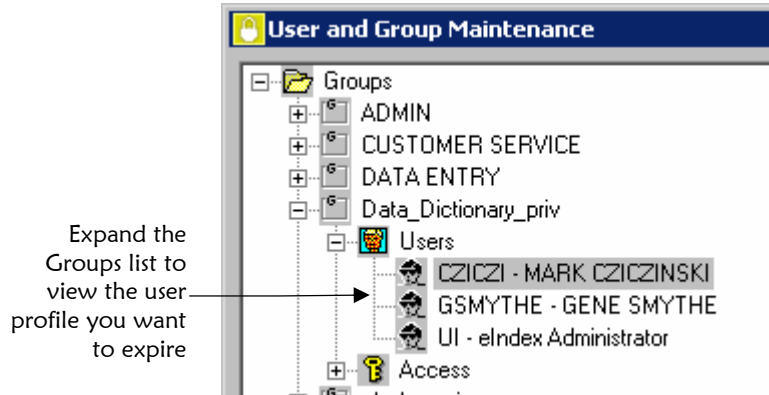 User and Group Maintenance
Groups
ADMIN
CUSTOMER SERVICE
DATA ENTRY
Data_Dictionary_priv
Users
CZICZI - MARK CZICZINSKI
GSMYTHE - GENE SMYTHE
UI - eIndex Administrator
Access
Expand the
Groups list to
view the user
profile you want
to expire